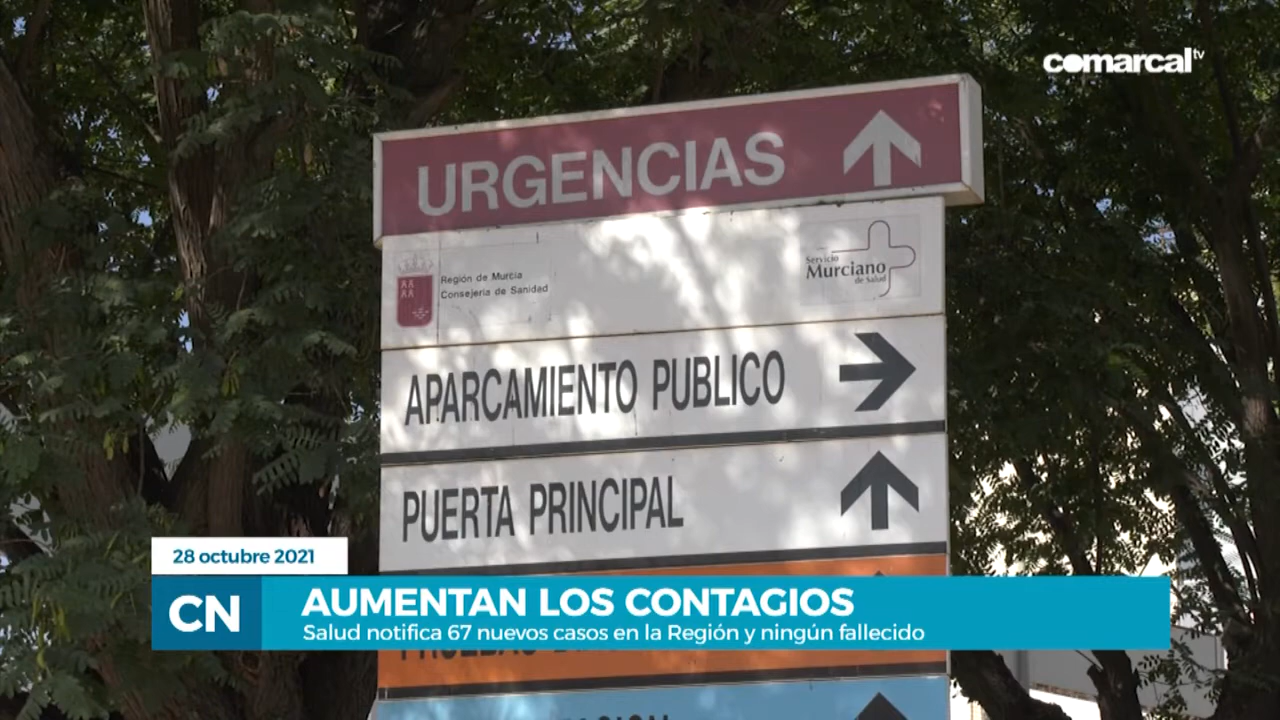 comarcal tv
URGENCIAS
Región de Murcia
Consejería de Sanidad
Servicio
Murciano
de Salud
APARCAMIENTO PUBLICO
PUERTA PRINCIPAL
28 octubre 2021
CN
AUMENTAN LOS CONTAGIOS
Salud notifica 67 nuevos casos en la Región y ningún fallecido